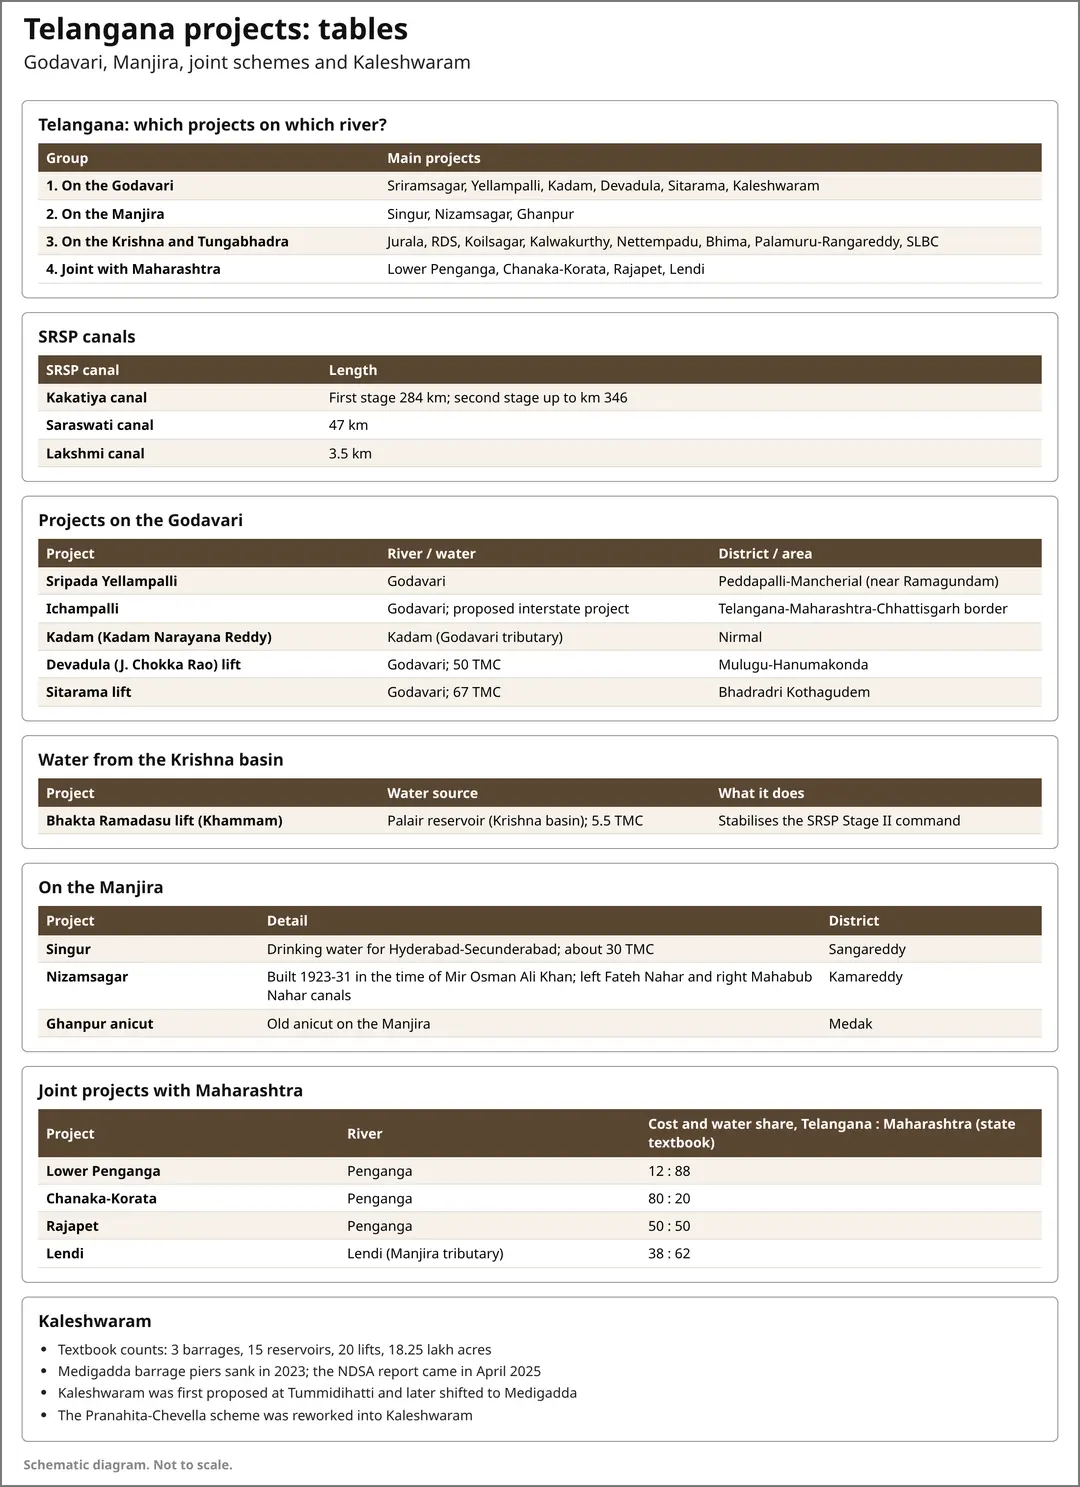 Telangana projects: tables
Godavari, Manjira, joint schemes and Kaleshwaram
Telangana: which projects on which river?
Group Main projects
1. On the Godavari Sriramsagar, Yellampalli, Kadam, Devadula, Sitarama, Kaleshwaram
2. On the Manjira Singur, Nizamsagar, Ghanpur
3. On the Krishna and Tungabhadra Jurala, RDS, Koilsagar, Kalwakurthy, Nettempadu, Bhima, Palamuru-Rangareddy, SLBC
4. Joint with Maharashtra Lower Penganga, Chanaka-Korata, Rajapet, Lendi
SRSP canals
SRSP canal Length
Kakatiya canal First stage 284 km; second stage up to km 346
Saraswati canal 47 km
Lakshmi canal 3.5 km
Projects on the Godavari
Project River / water District / area
Sripada Yellampalli Godavari Peddapalli-Mancherial (near Ramagundam)
Ichampalli Godavari; proposed interstate project Telangana-Maharashtra-Chhattisgarh border
Kadam (Kadam Narayana Reddy) Kadam (Godavari tributary) Nirmal
Devadula (J. Chokka Rao) lift Godavari; 50 TMC Mulugu-Hanumakonda
Sitarama lift Godavari; 67 TMC Bhadradri Kothagudem
Water from the Krishna basin
Project Water source What it does
Bhakta Ramadasu lift (Khammam) Palair reservoir (Krishna basin); 5.5 TMC Stabilises the SRSP Stage II command
On the Manjira
Project Detail District
Singur Drinking water for Hyderabad-Secunderabad; about 30 TMC Sangareddy
Nizamsagar Built 1923-31 in the time of Mir Osman Ali Khan; left Fateh Nahar and right Mahabub Kamareddy
Nahar canals
Ghanpur anicut Old anicut on the Manjira Medak
Joint projects with Maharashtra
Project River Cost and water share, Telangana : Maharashtra (state
textbook)
Lower Penganga Penganga 12 : 88
Chanaka-Korata Penganga 80 : 20
Rajapet Penganga 50 : 50
Lendi Lendi (Manjira tributary) 38 : 62
Kaleshwaram
• Textbook counts: 3 barrages, 15 reservoirs, 20 lifts, 18.25 lakh acres
• Medigadda barrage piers sank in 2023; the NDSA report came in April 2025
• Kaleshwaram was first proposed at Tummidihatti and later shifted to Medigadda
• The Pranahita-Chevella scheme was reworked into Kaleshwaram
Schematic diagram. Not to scale.